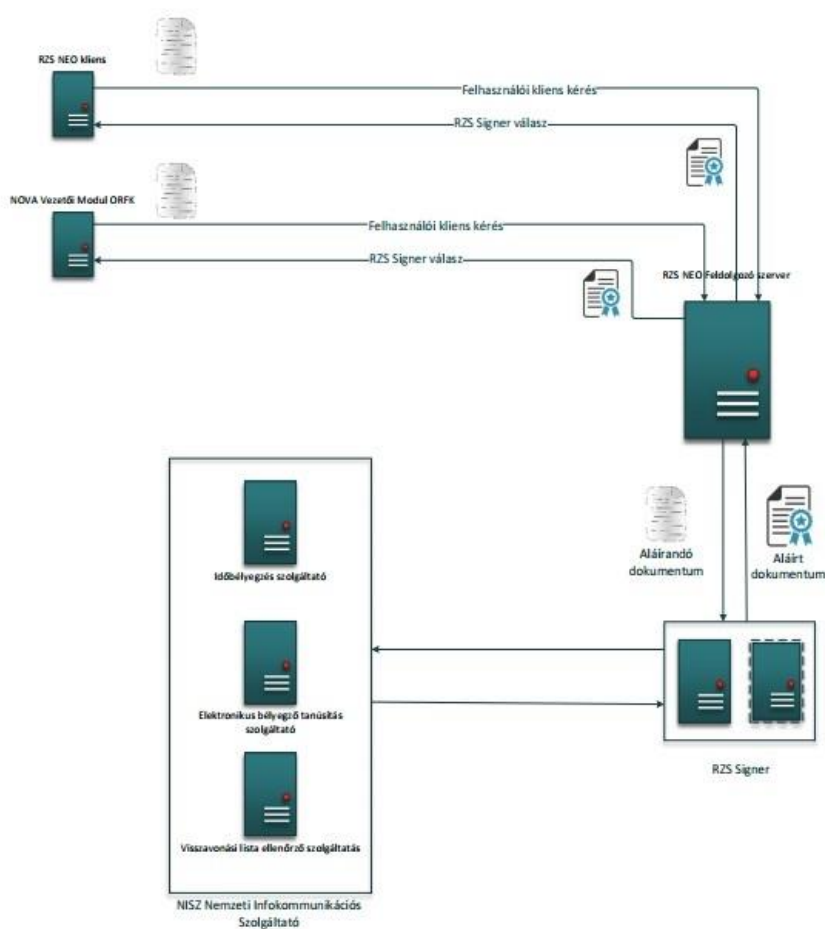 RZS NEO kliens
Felhasználói kliens kérés
RZS Signer válasz
NOVA Vezetői Modul ORFK
Felhasználói kliens kérés
RZS Signer válasz
RZS NEO Feldolgozó szerver
Aláírandó
dokumentum
Aláírt
dokumentum
Időbélyegzés szolgáltató
Elektronikus bélyegző tanúsítás
szolgáltató
Visszavonási lista ellenőrző szolgáltatás
RZS Signer
NISZ Nemzeti Infokommunikációs
Szolgáltató